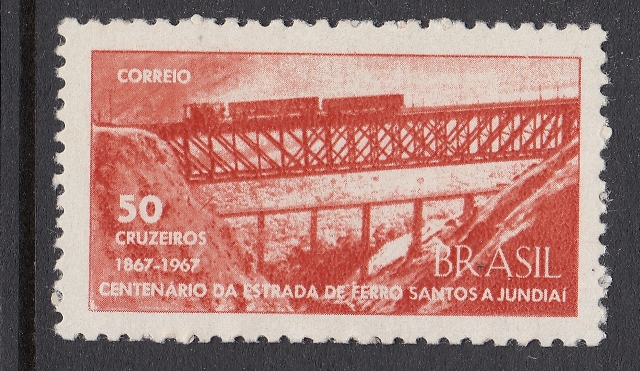 CORREIO
50
CRUZEIROS
1867-1967
BRASIL
CENTENÁRIO DA ESTRADA DE FERRO SANTOS A JUNDIAÍ